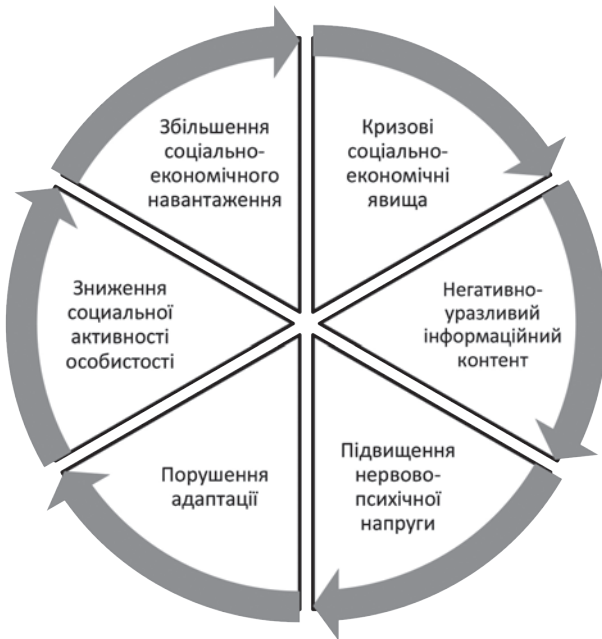 Збільшення
соціально-
економічного
навантаження
Кризові
соціально-
економічні
явища
Негативно-
уразливий
інформаційний
контент
Підвищення
нервово-
психічної
напруги
Порушення
адаптації
Зниження
социальної
активності
особистості